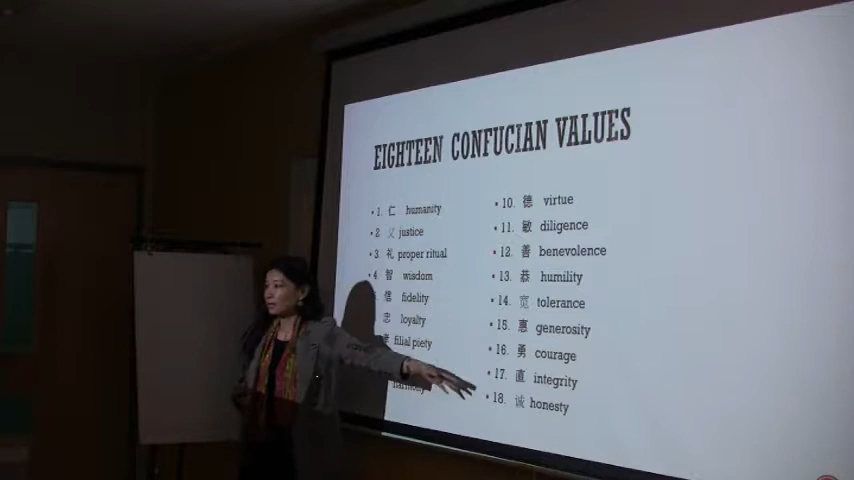 EIGHTEEN CONFUCIAN VALUES
• 1. 仁 humanity
• 2 义 justice
• 3. 礼 proper ritual
4. 智 wisdom
信 fidelity
忠 loyalty
filial piety
harmony
• 10. 德 virtue
• 11. 敏 diligence
• 12. 善 benevolence
• 13. 恭 humility
• 14. 宽 tolerance
• 15. 惠 generosity
• 16. 勇 courage
• 17. 直 integrity
• 18. 诚 honesty